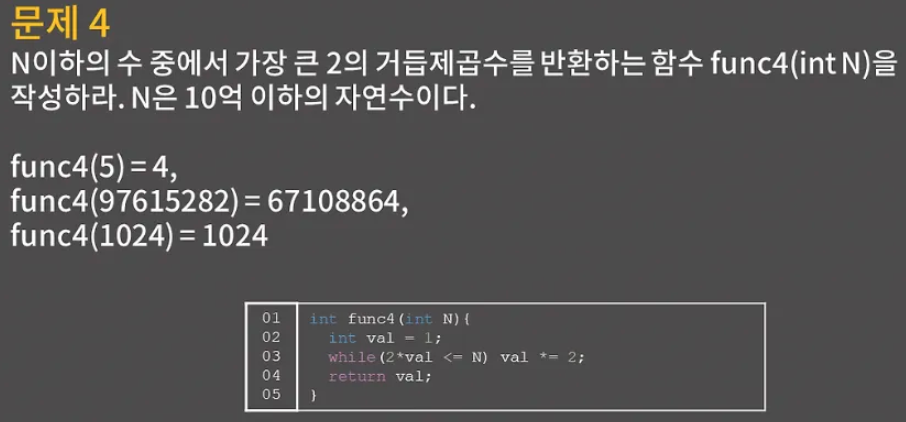 문제 4
N이하의 수 중에서 가장 큰 2의 거듭제곱수를 반환하는 함수 func4(int N)을
작성하라. N은 10억 이하의 자연수이다.
func4(5) = 4,
func4(97615282) = 67108864,
func4(1024) = 1024
01 int func4(int N){
02 int val = 1;
03 while(2*val <= N) val *= 2;
04 return val;
05 }